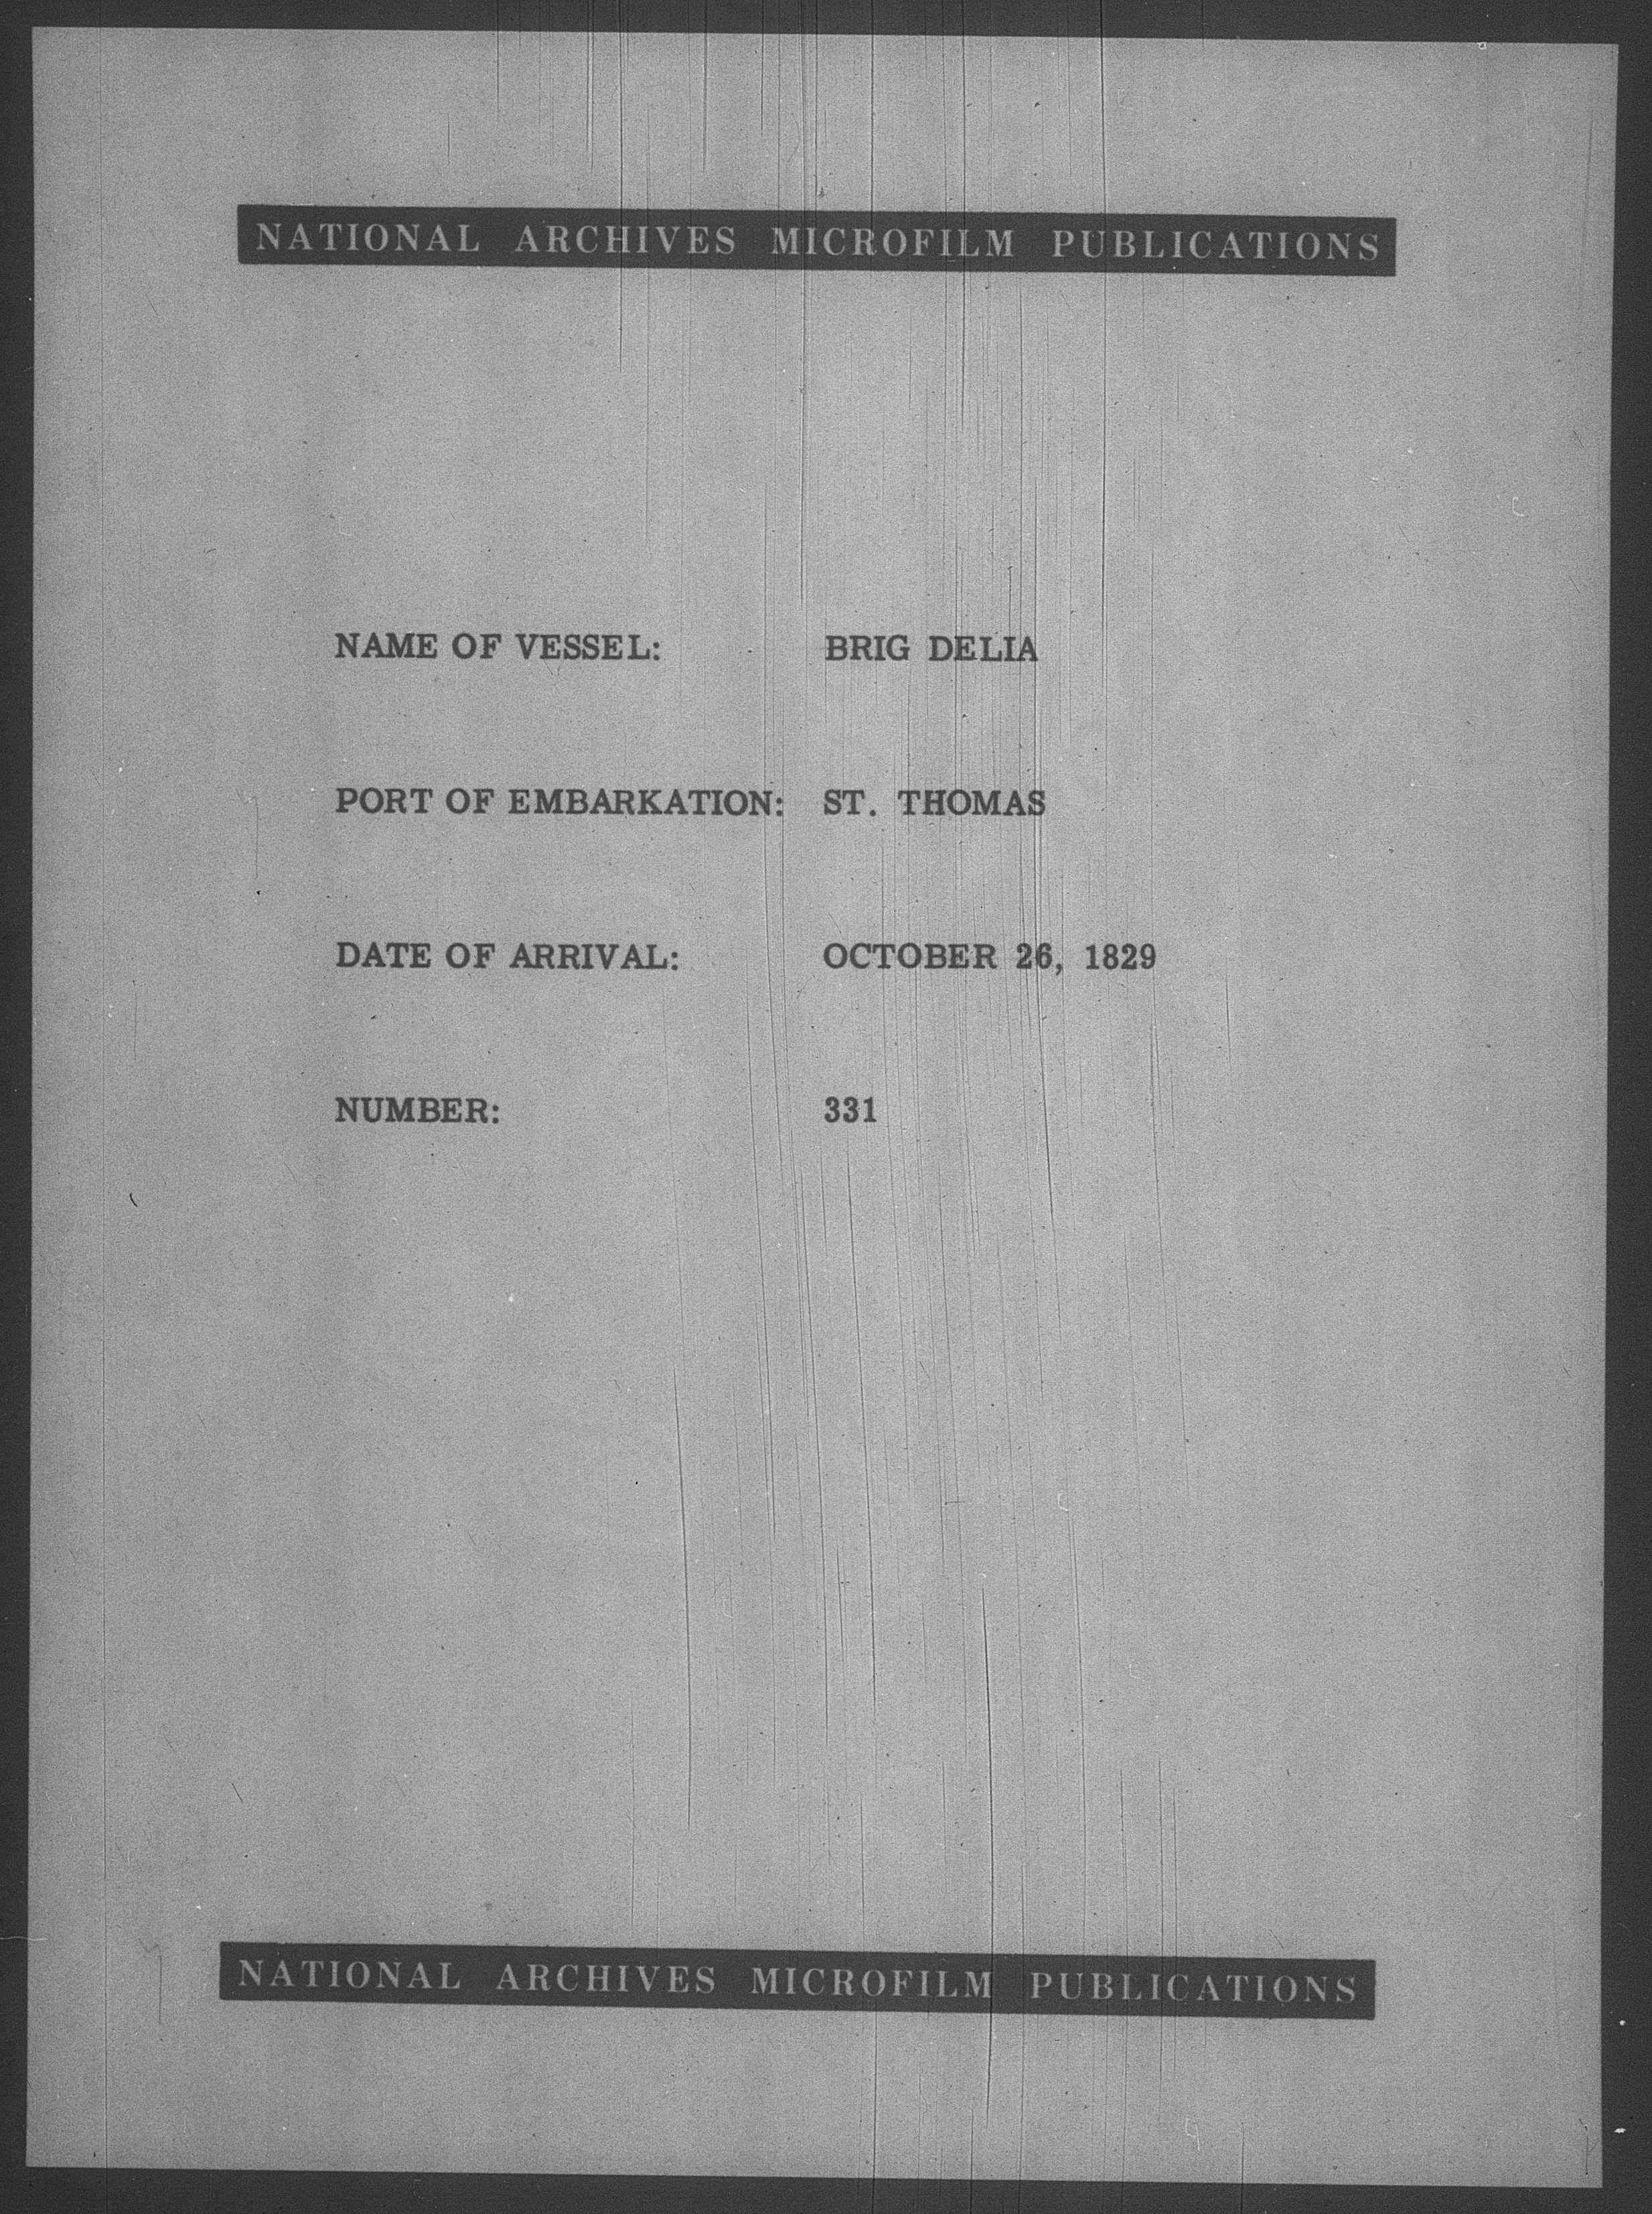 NATIONAL ARCHIVES MICROFILM PUBLICATIONS
NAME OF VESSEL: BRIG DELIA
PORT OF EMBARKATION: ST. THOMAS
DATE OF ARRIVAL: OCTOBER 26, 1829
NUMBER: 331
NATIONAL ARCHIVES MICROFILM PUBLICATIONS